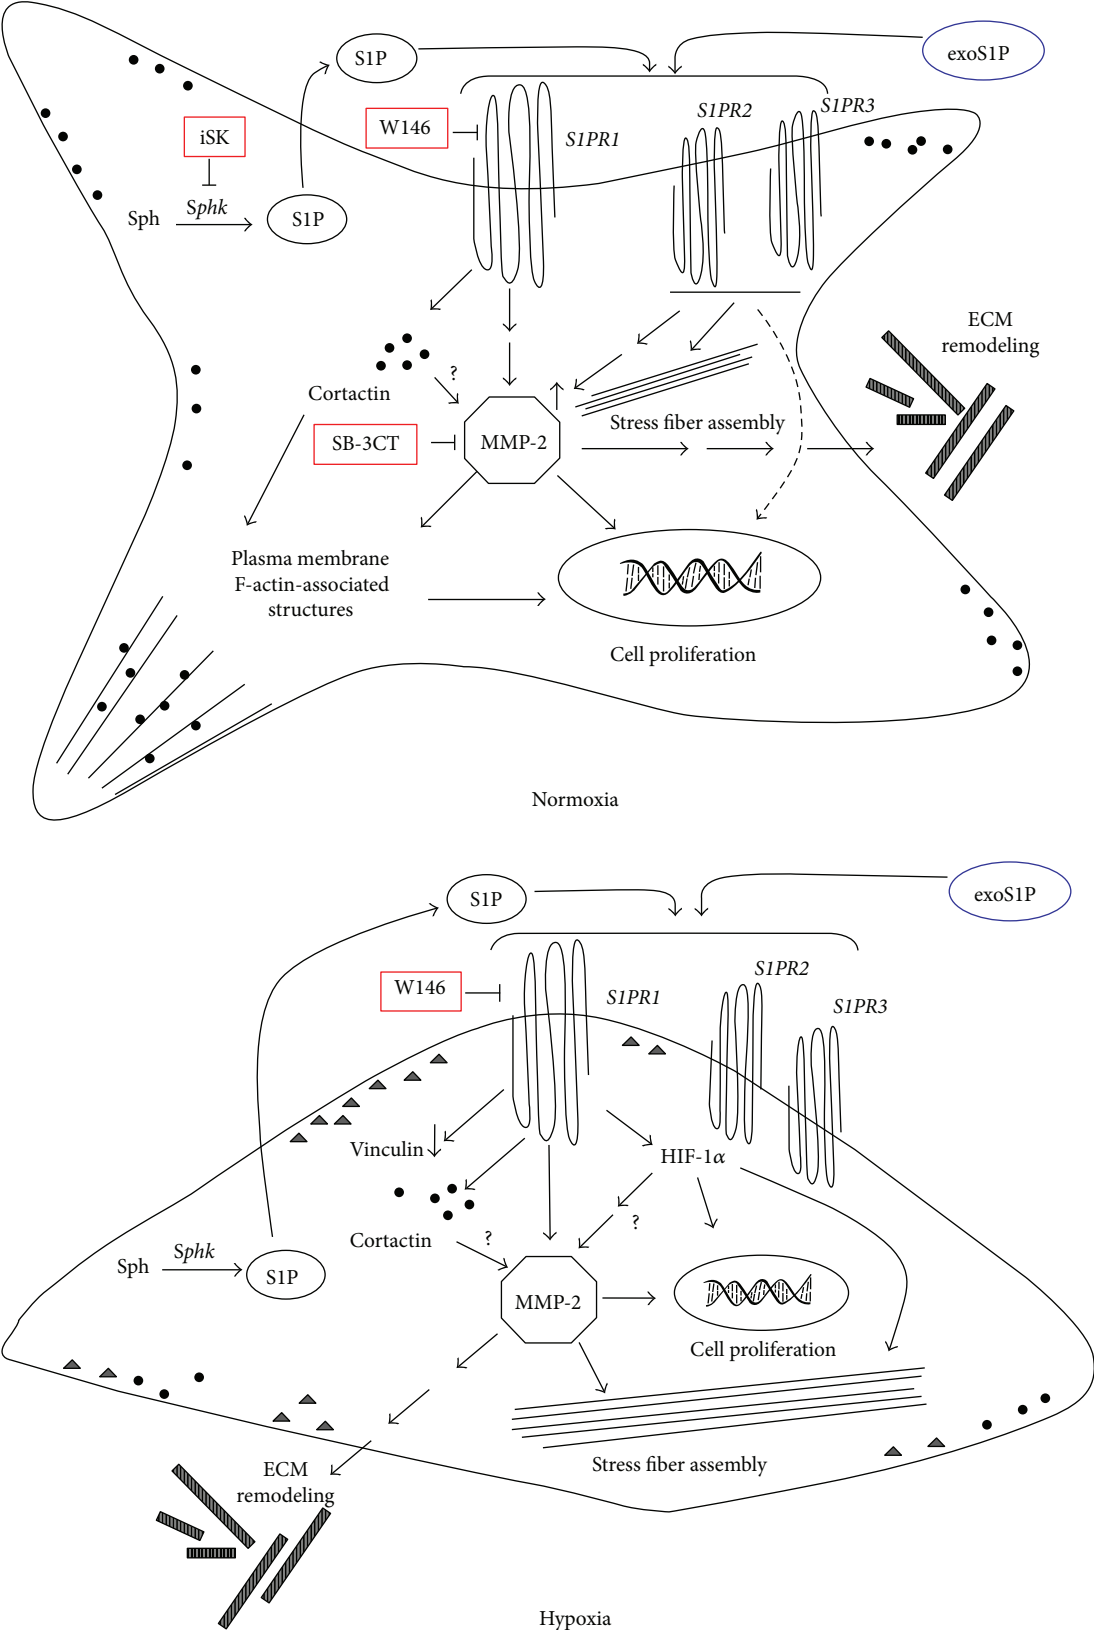 S1P
exoS1P
S1PR2
S1PR3
W146
S1PR1
iSK
Sphk
Sph
S1P
ECM
remodeling
?
Cortactin
Stress fiber assembly
SB-3CT
MMP-2
Plasma membrane
F-actin-associated
structures
Cell proliferation
Normoxia
S1P
exoS1P
S1PR2
W146
S1PR1
S1PR3
Vinculin
HIF-1α
?
?
Cortactin
Sphk
Sph
S1P
MMP-2
Cell proliferation
Stress fiber assembly
ECM
remodeling
Hypoxia